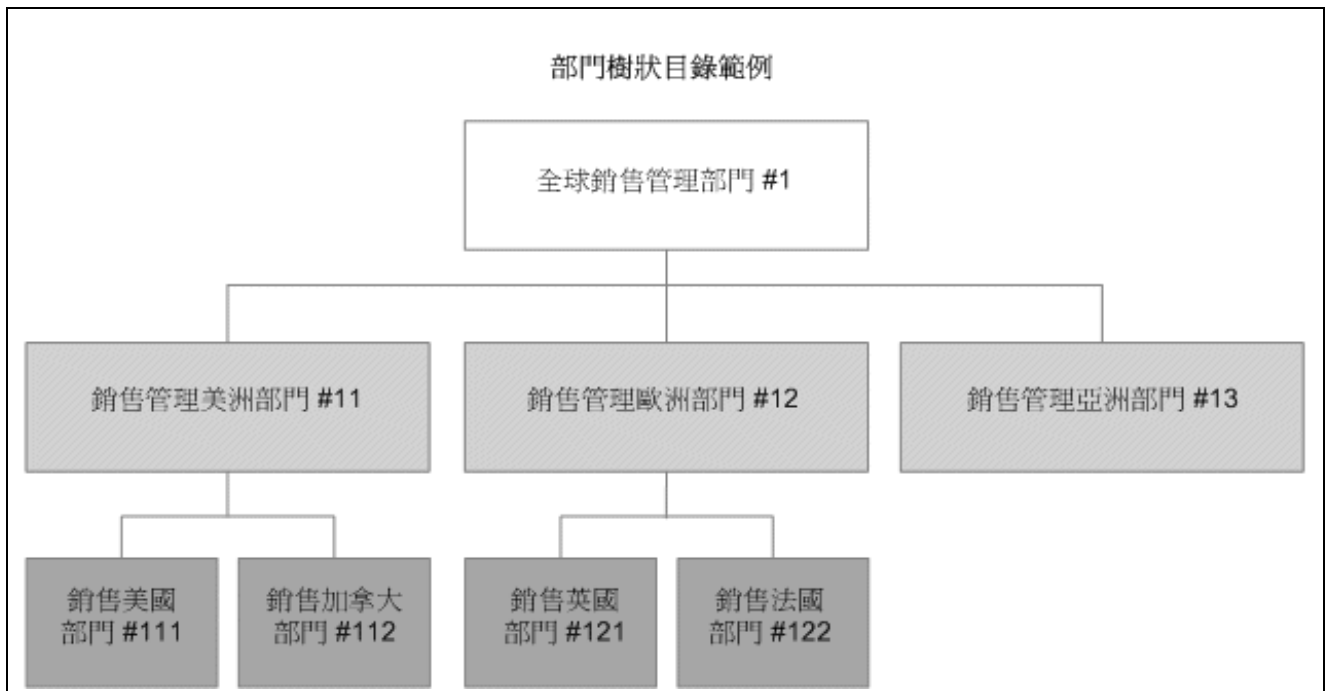 部門樹狀目錄範例
全球銷售管理部門 #1
銷售管理美洲部門 #11
銷售管理歐洲部門 #12
銷售管理亞洲部門 #13
銷售美國
部門 #111
銷售加拿大
部門 #112
銷售英國
部門 #121
銷售法國
部門 #122